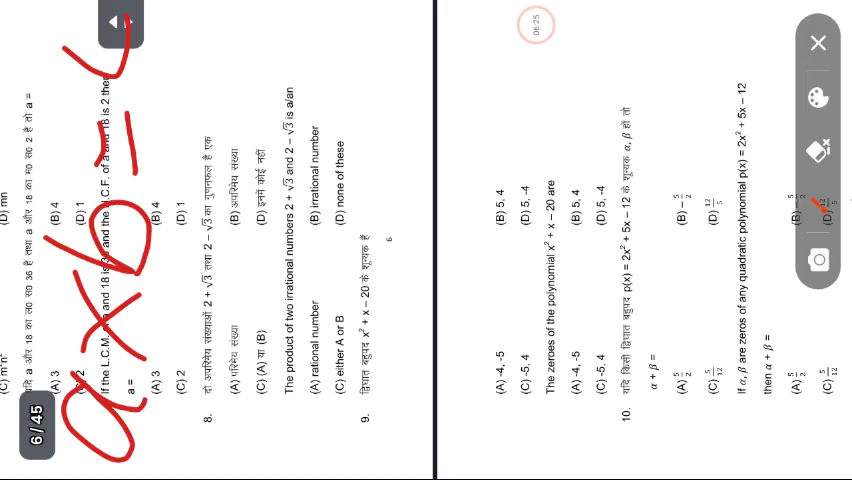 (C) mⁿn² (D) mn
यदि a और 18 का ल0 स0 36 है तथा a और 18 का म0 स0 2 है तो a =
(A) 3 (B) 4
(C) 2 (D) 1
If the L.C.M. of a and 18 is 36 and the H.C.F. of a and 18 is 2 then
a =
(A) 3 (B) 4
(C) 2 (D) 1
8. दो अपरिमेय संख्याओं 2 + √3 तथा 2 – √3 का गुणनफल है एक
(A) परिमेय संख्या (B) अपरिमेय संख्या
(C) (A) या (B) (D) इनमें कोई नहीं
The product of two irrational numbers 2 + √3 and 2 – √3 is a/an
(A) rational number (B) irrational number
(C) either A or B (D) none of these
9. द्विघात बहुपद x² + x – 20 के शून्यक हैं
6
(A) -4, -5 (B) 5, 4
(C) -5, 4 (D) 5, -4
The zeroes of the polynomial x² + x – 20 are
(A) -4, -5 (B) 5, 4
(C) -5, 4 (D) 5, -4
10. यदि किसी द्विघात बहुपद p(x) = 2x² + 5x – 12 के शून्यक α, β हों तो
α + β =
(A) 5/2 (B) – 5/2
(C) 5/12 (D) 12/5
If α, β are zeros of any quadratic polynomial p(x) = 2x² + 5x – 12
then α + β =
(A) 5/2 (B) – 5/2
(C) 5/12 (D) 12/5
a x b = L
6/45
06:25